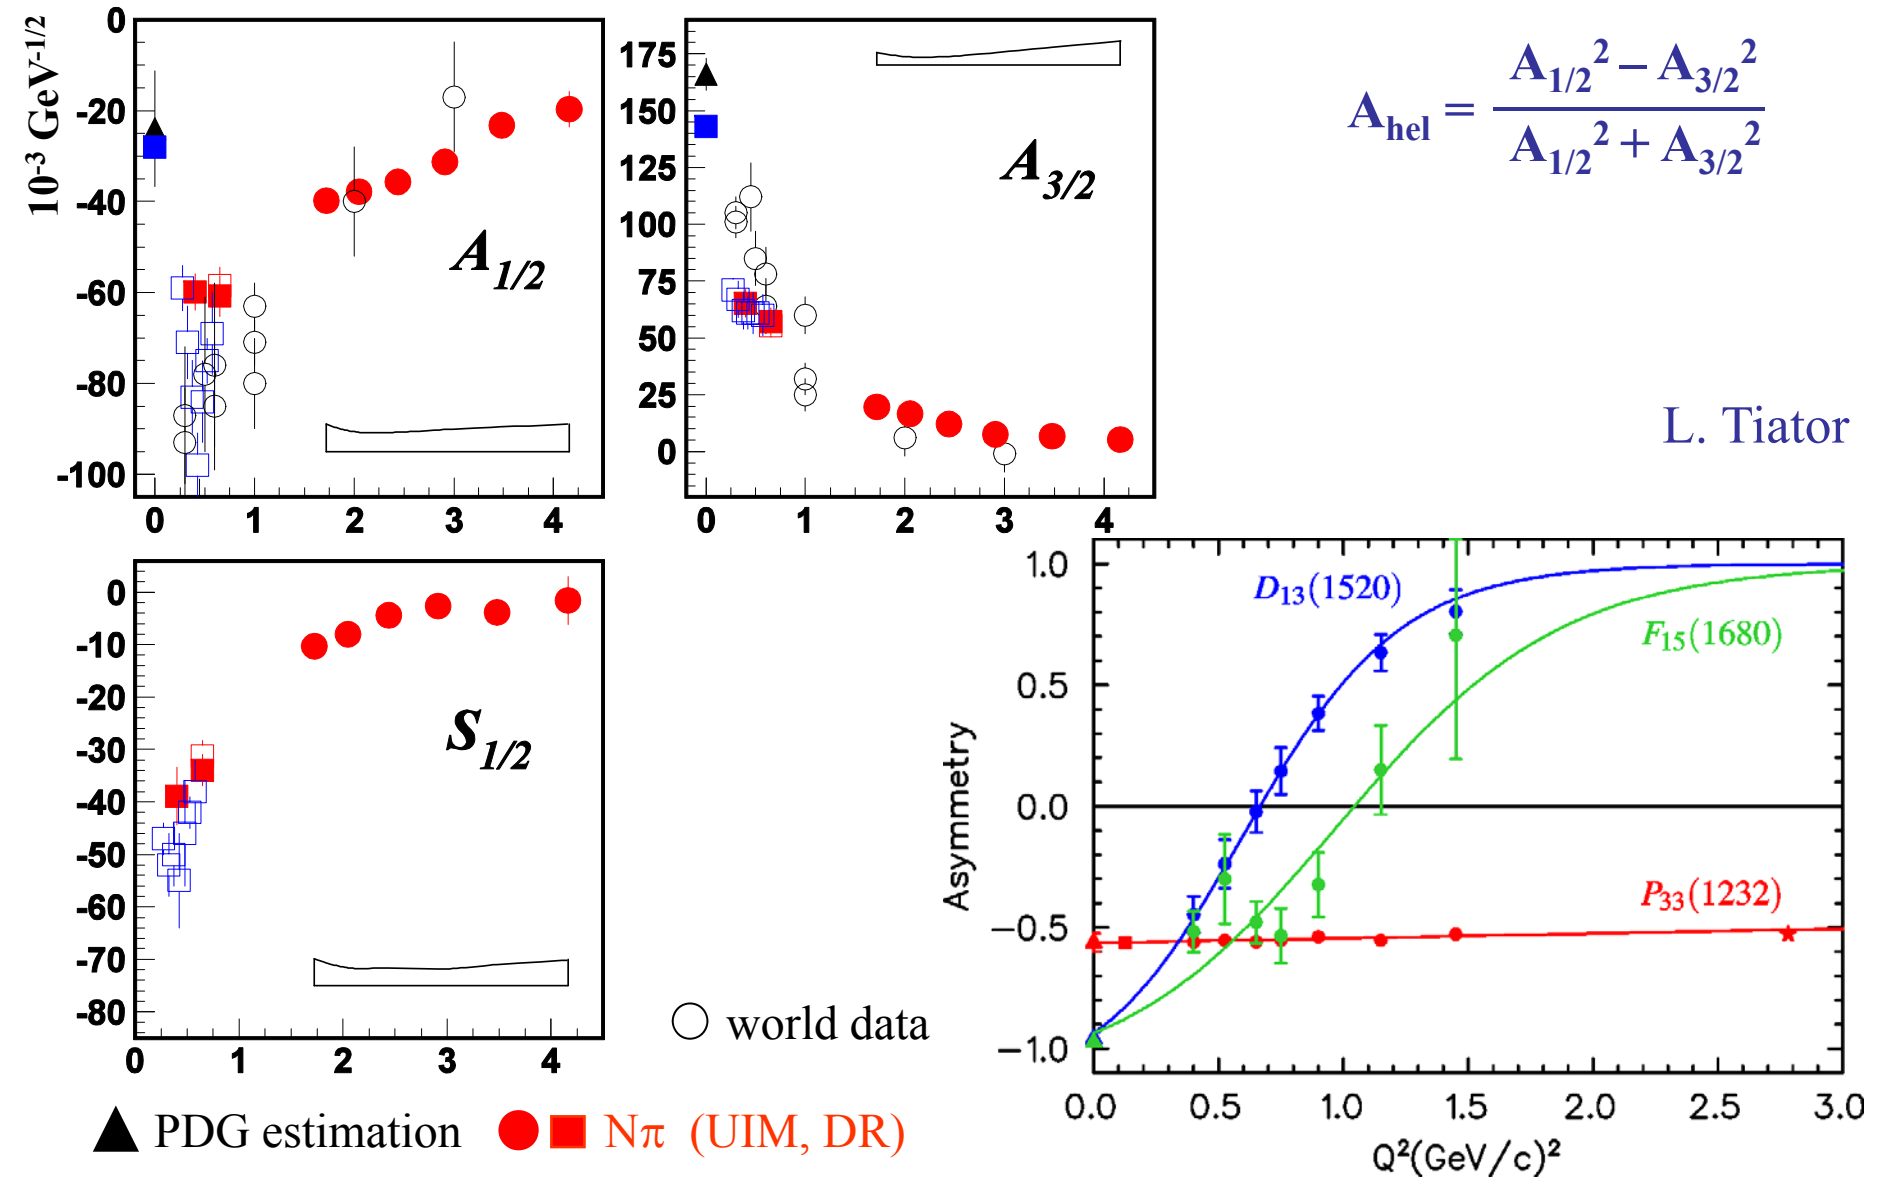 10⁻³ GeV⁻¹/²
0
-20
-40
-60
-80
-100
0 1 2 3 4
A₁/₂
175
150
125
100
75
50
25
0
0 1 2 3 4
A₃/₂
A_hel = (A₁/₂² – A₃/₂²) / (A₁/₂² + A₃/₂²)
L. Tiator
0
-10
-20
-30
-40
-50
-60
-70
-80
0 1 2 3 4
S₁/₂
world data
PDG estimation
Nπ (UIM, DR)
Asymmetry
1.0
0.5
0.0
−0.5
−1.0
D₁₃(1520)
F₁₅(1680)
P₃₃(1232)
0.0 0.5 1.0 1.5 2.0 2.5 3.0
Q²(GeV/c)²